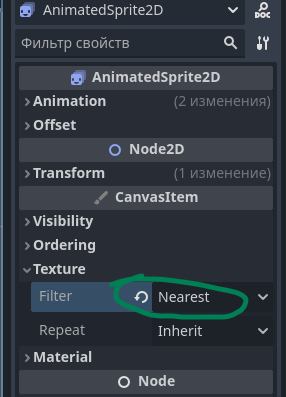 AnimatedSprite2D
DOC
Фильтр свойств
AnimatedSprite2D
Animation (2 изменения)
Offset
Node2D
Transform (1 изменение)
CanvasItem
Visibility
Ordering
Texture
Filter Nearest
Repeat Inherit
Material
Node